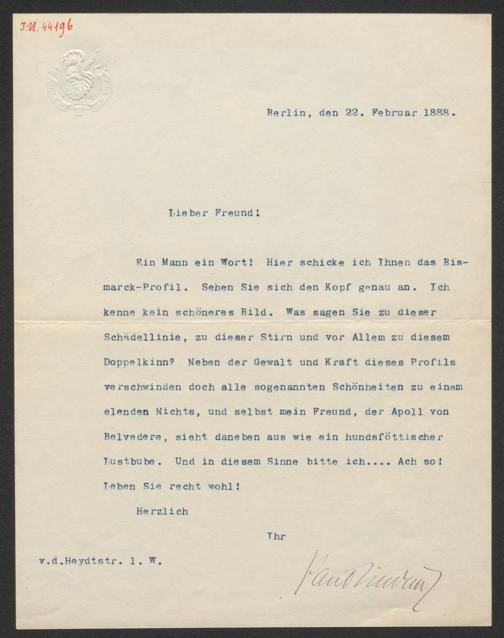 I.N. 44196
Berlin, den 22. Februar 1888.
Lieber Freund!
Ein Mann ein Wort! Hier schicke ich Ihnen das Bis-
marck-Profil. Sehen Sie sich den Kopf genau an. Ich
kenne kein schöneres Bild. Was sagen Sie zu dieser
Schädellinie, zu dieser Stirn und vor Allem zu diesem
Doppelkinn? Neben der Gewalt und Kraft dieses Profils
verschwinden doch alle sogenannten Schönheiten zu einem
elenden Nichts, und selbst mein Freund, der Apoll von
Belvedere, sieht daneben aus wie ein hundsföttischer
Lustbube. Und in diesem Sinne bitte ich.... Ach so!
Leben Sie recht wohl!
Herzlich
Ihr
v.d.Heydtstr. 1. W.